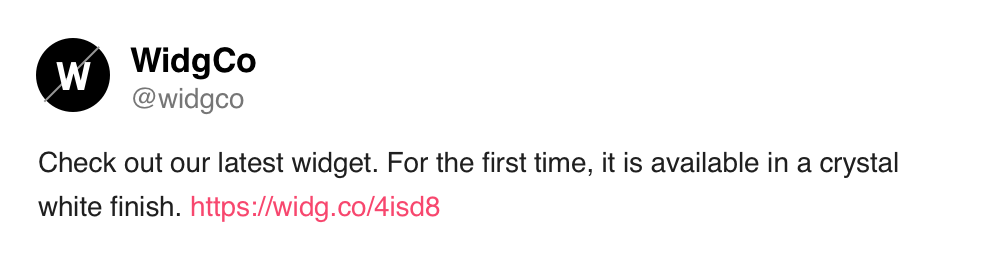 W
WidgCo
@widgco
Check out our latest widget. For the first time, it is available in a crystal
white finish. https://widg.co/4isd8